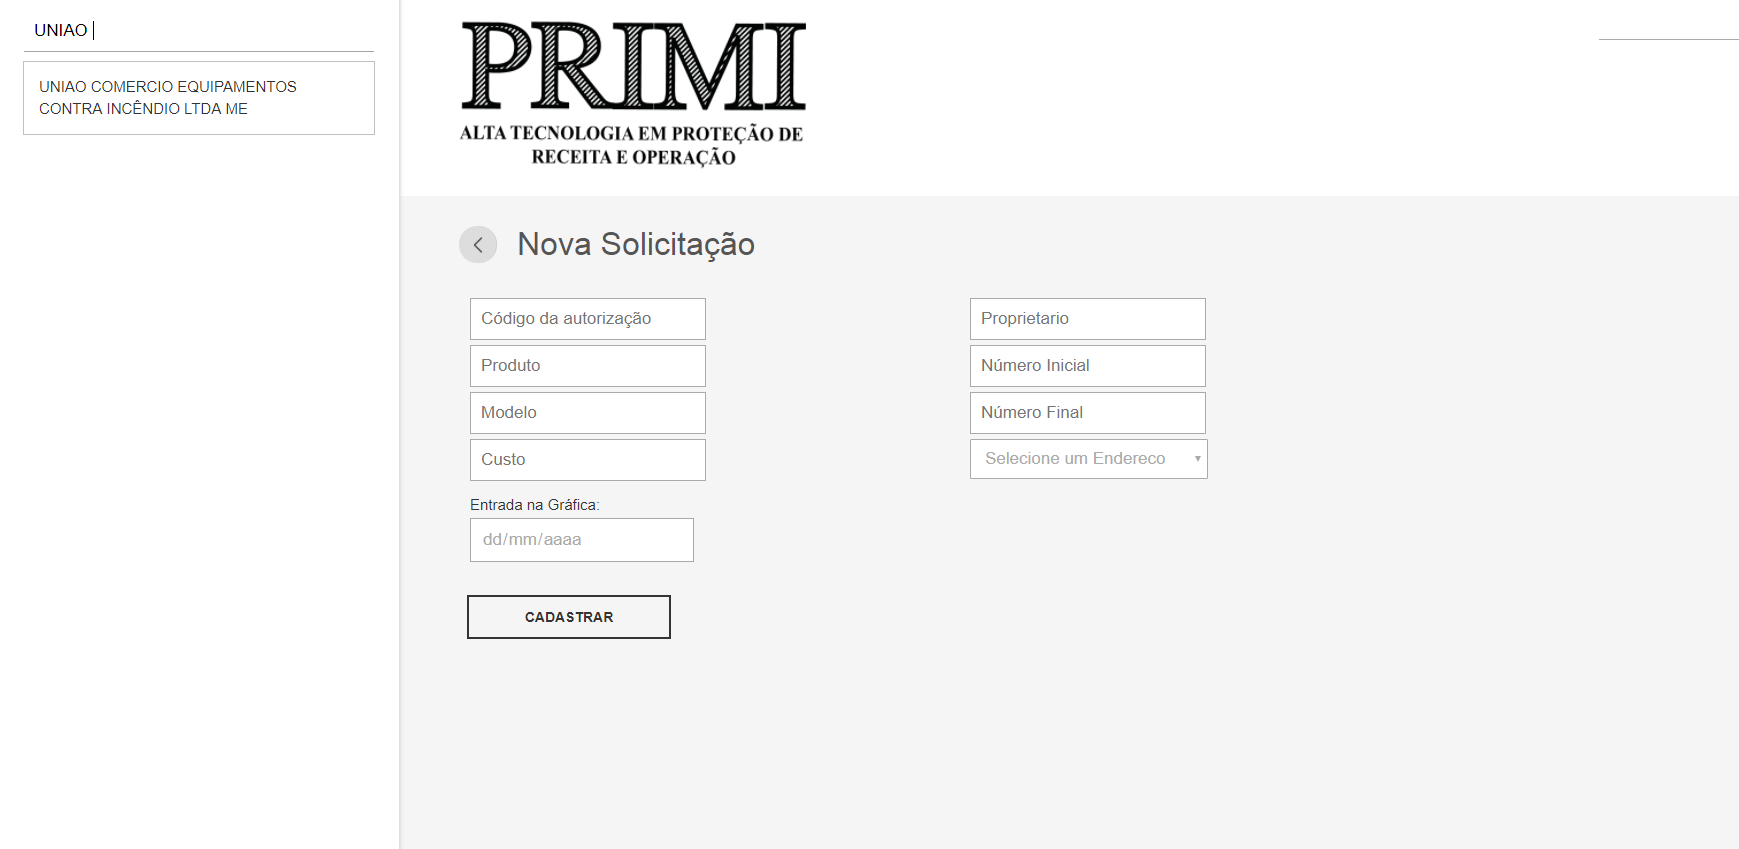 UNIAO
UNIAO COMERCIO EQUIPAMENTOS
CONTRA INCÊNDIO LTDA ME
PRIMI
ALTA TECNOLOGIA EM PROTEÇÃO DE
RECEITA E OPERAÇÃO
Nova Solicitação
Código da autorização
Produto
Modelo
Custo
Entrada na Gráfica:
dd/mm/aaaa
CADASTRAR
Proprietario
Número Inicial
Número Final
Selecione um Endereco